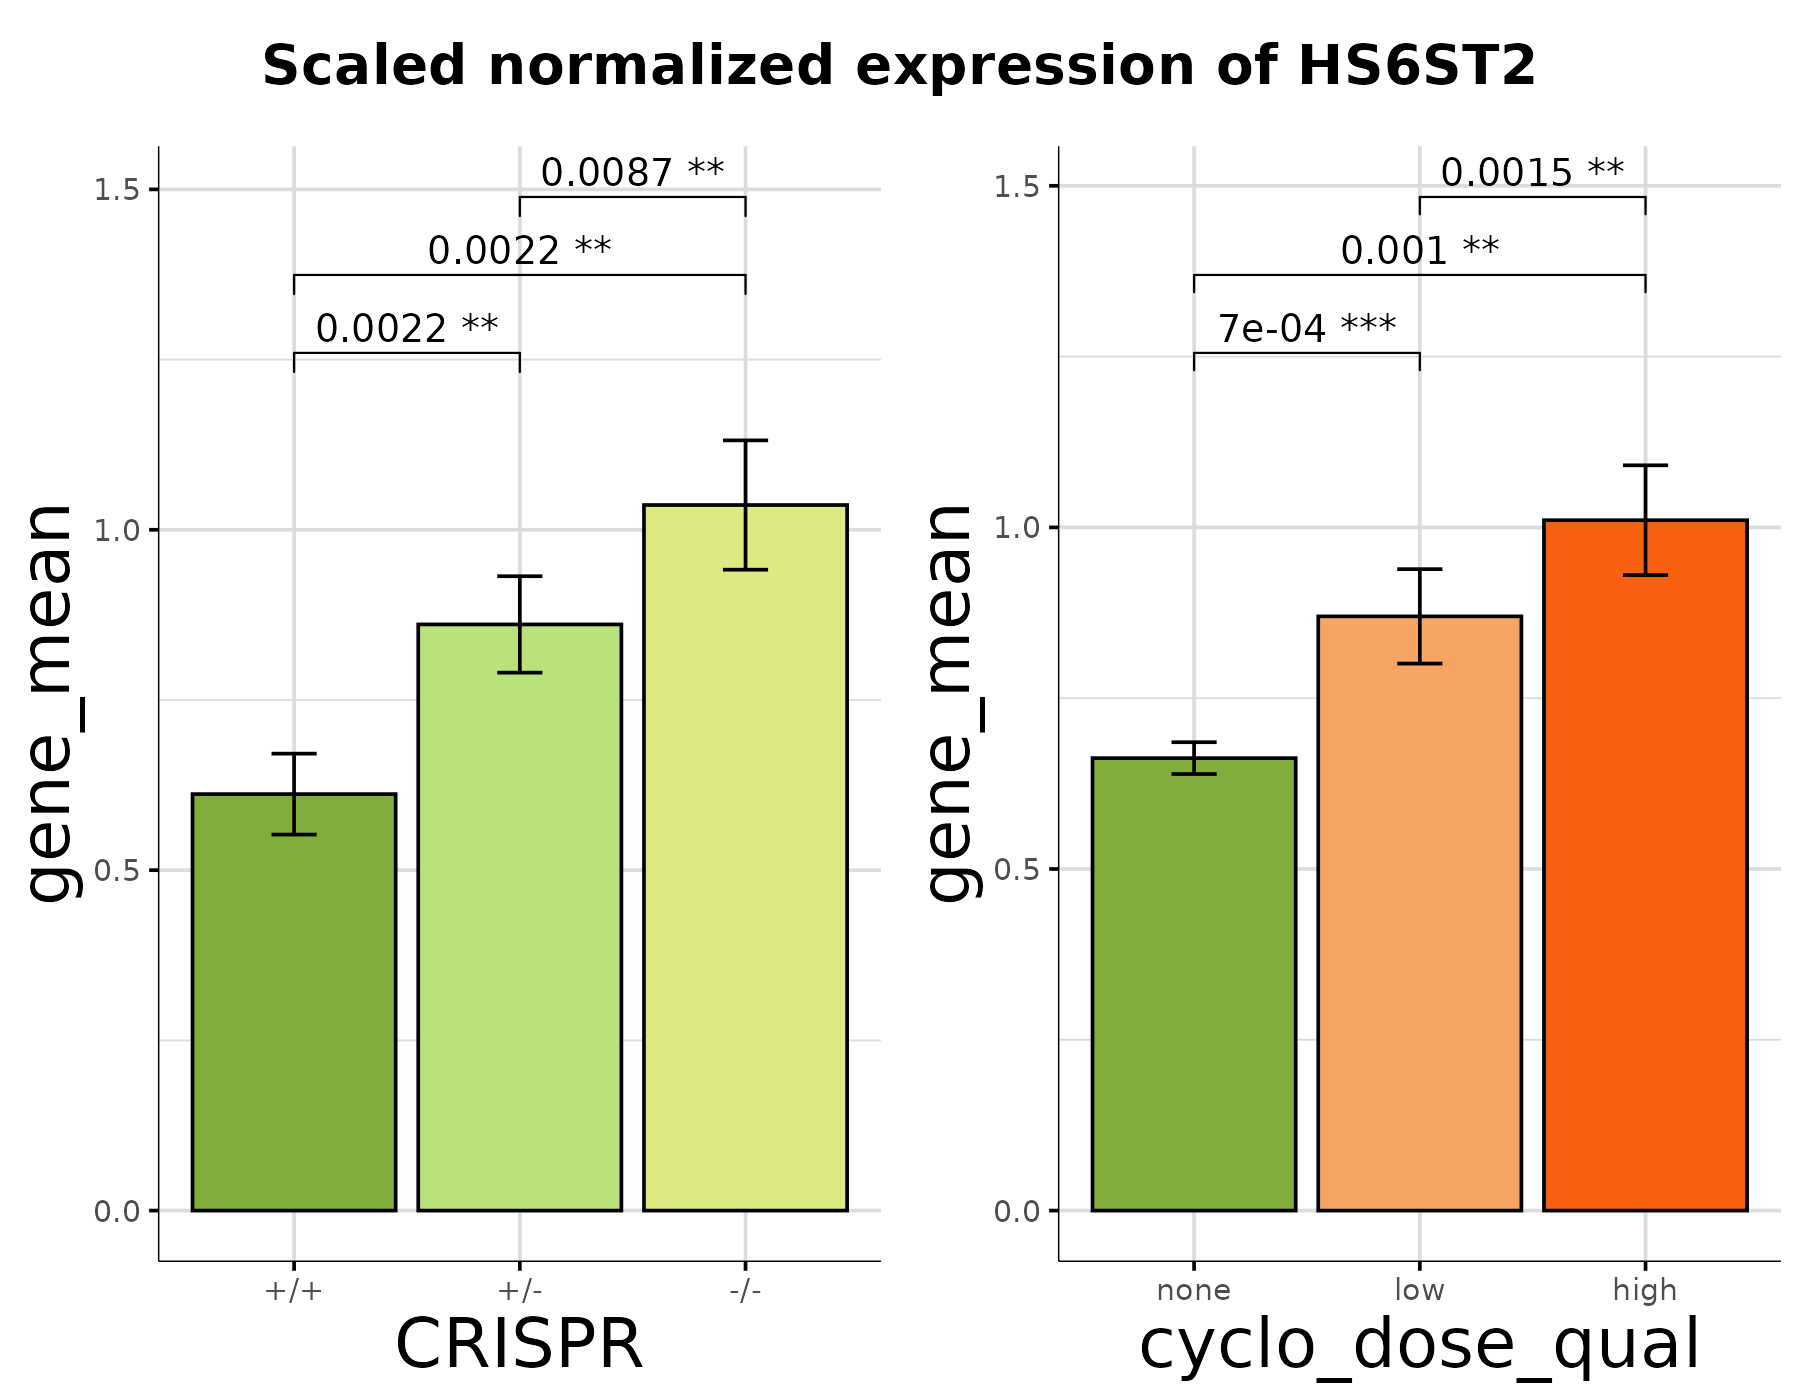 Scaled normalized expression of HS6ST2
gene_mean
1.5
1.0
0.5
0.0
0.0087 **
0.0022 **
0.0022 **
+/+ +/- -/-
CRISPR
gene_mean
1.5
1.0
0.5
0.0
0.0015 **
0.001 **
7e-04 ***
none low high
cyclo_dose_qual